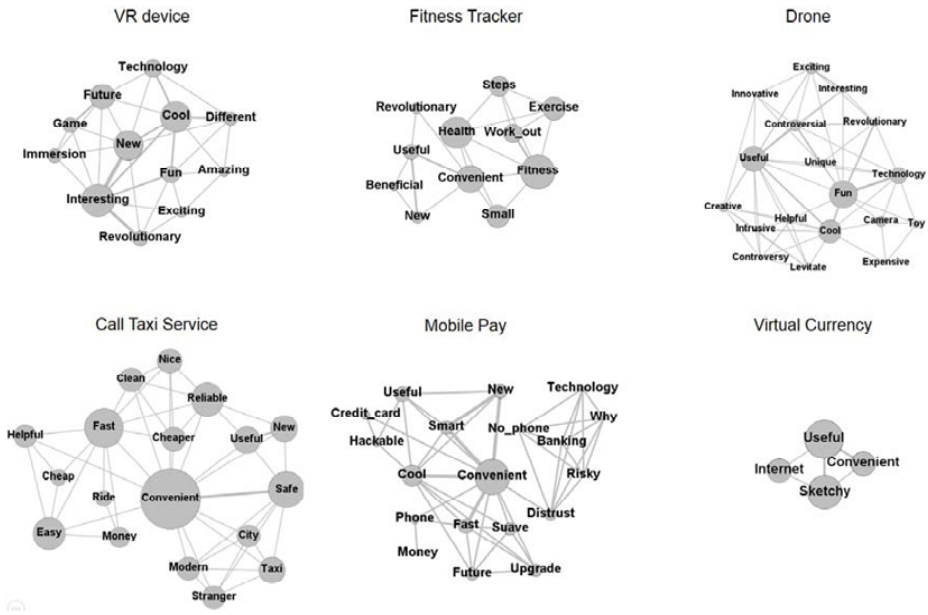 VR device
Technology
Future
Cool
Different
Game
New
Immersion
Fun
Amazing
Interesting
Exciting
Revolutionary
Fitness Tracker
Steps
Revolutionary
Exercise
Health
Work_out
Useful
Convenient
Fitness
Beneficial
New
Small
Drone
Exciting
Innovative
Interesting
Controversial
Revolutionary
Useful
Unique
Technology
Fun
Creative
Helpful
Camera
Toy
Intrusive
Cool
Controversy
Levitate
Expensive
Call Taxi Service
Nice
Clean
Reliable
Fast
Helpful
Cheaper
Useful
New
Cheap
Ride
Convenient
Safe
Easy
Money
City
Modern
Taxi
Stranger
Mobile Pay
Useful
New
Technology
Credit_card
Smart
No_phone
Why
Hackable
Banking
Cool
Convenient
Risky
Phone
Fast
Suave
Distrust
Money
Future
Upgrade
Virtual Currency
Useful
Internet
Convenient
Sketchy